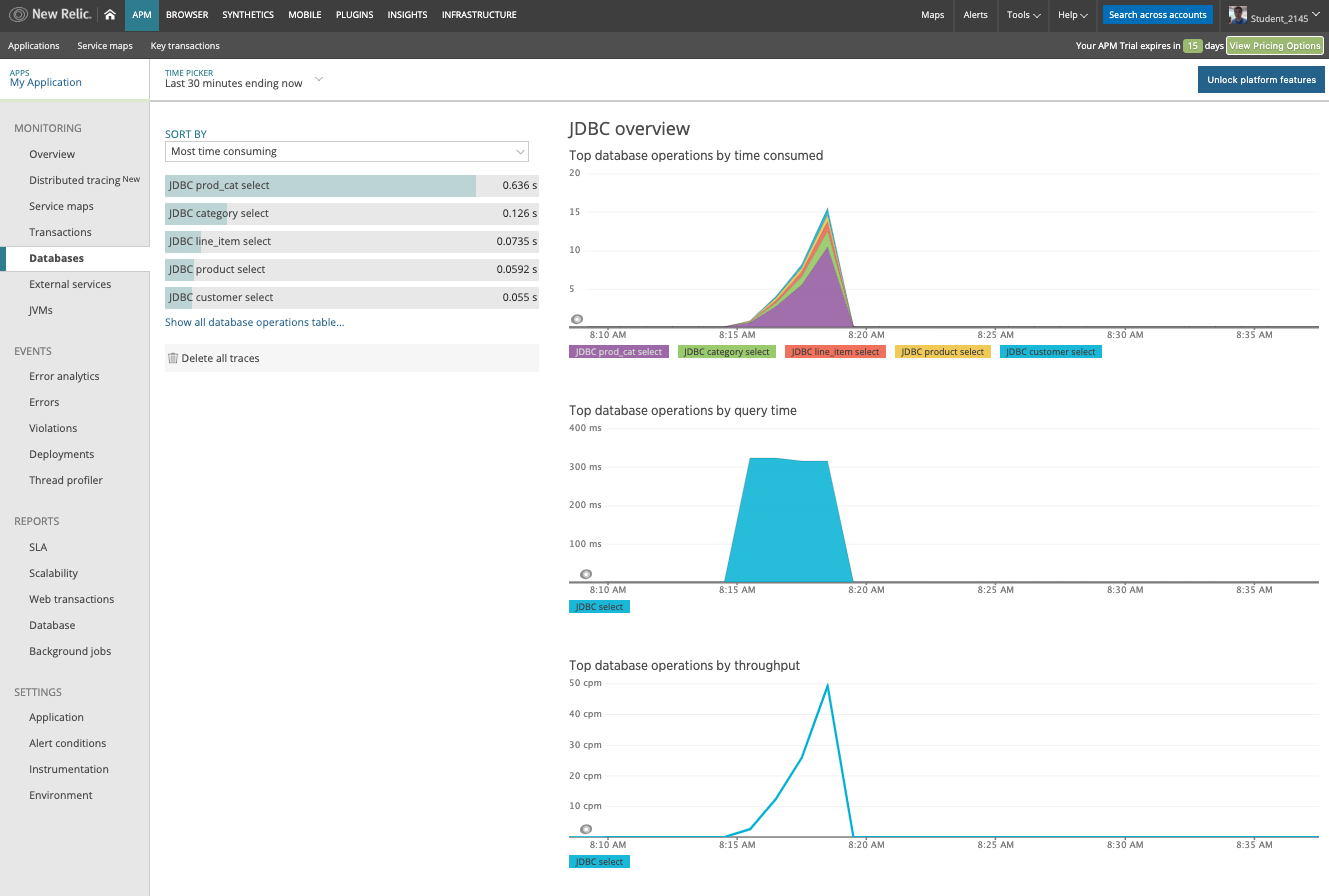 New Relic. APM BROWSER SYNTHETICS MOBILE PLUGINS INSIGHTS INFRASTRUCTURE Maps Alerts Tools Help Search across accounts Student_2145
Applications Service maps Key transactions Your APM Trial expires in 15 days View Pricing Options
APPS
My Application
TIME PICKER
Last 30 minutes ending now
Unlock platform features
MONITORING
Overview
Distributed tracing New
Service maps
Transactions
Databases
External services
JVMs
EVENTS
Error analytics
Errors
Violations
Deployments
Thread profiler
REPORTS
SLA
Scalability
Web transactions
Database
Background jobs
SETTINGS
Application
Alert conditions
Instrumentation
Environment
SORT BY
Most time consuming
JDBC prod_cat select 0.636 s
JDBC category select 0.126 s
JDBC line_item select 0.0735 s
JDBC product select 0.0592 s
JDBC customer select 0.055 s
Show all database operations table...
Delete all traces
JDBC overview
Top database operations by time consumed
20
15
10
5
8:10 AM 8:15 AM 8:20 AM 8:25 AM 8:30 AM 8:35 AM
JDBC prod_cat select JDBC category select JDBC line_item select JDBC product select JDBC customer select
Top database operations by query time
400 ms
300 ms
200 ms
100 ms
8:10 AM 8:15 AM 8:20 AM 8:25 AM 8:30 AM 8:35 AM
JDBC select
Top database operations by throughput
50 cpm
40 cpm
30 cpm
20 cpm
10 cpm
8:10 AM 8:15 AM 8:20 AM 8:25 AM 8:30 AM 8:35 AM
JDBC select